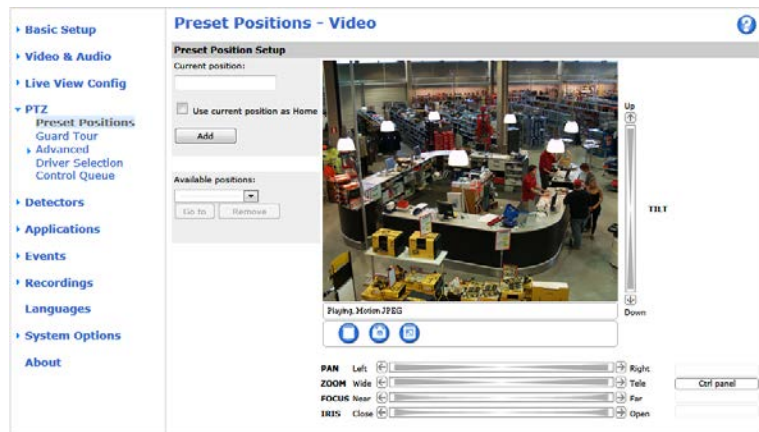 Basic Setup
Video & Audio
Live View Config
PTZ
Preset Positions
Guard Tour
Advanced
Driver Selection
Control Queue
Detectors
Applications
Events
Recordings
Languages
System Options
About
Preset Positions - Video
?
Preset Position Setup
Current position:
Use current position as Home
Add
Available positions:
Go to Remove
Up
TILT
Down
Playing, Motion JPEG
PAN Left Right
ZOOM Wide Tele Ctrl panel
FOCUS Near Far
IRIS Close Open